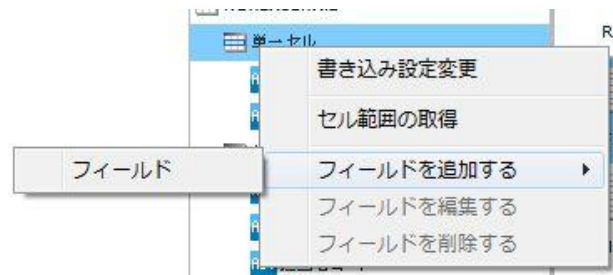 単一セル
書き込み設定変更
セル範囲の取得
フィールドを追加する
フィールド
フィールドを編集する
フィールドを削除する